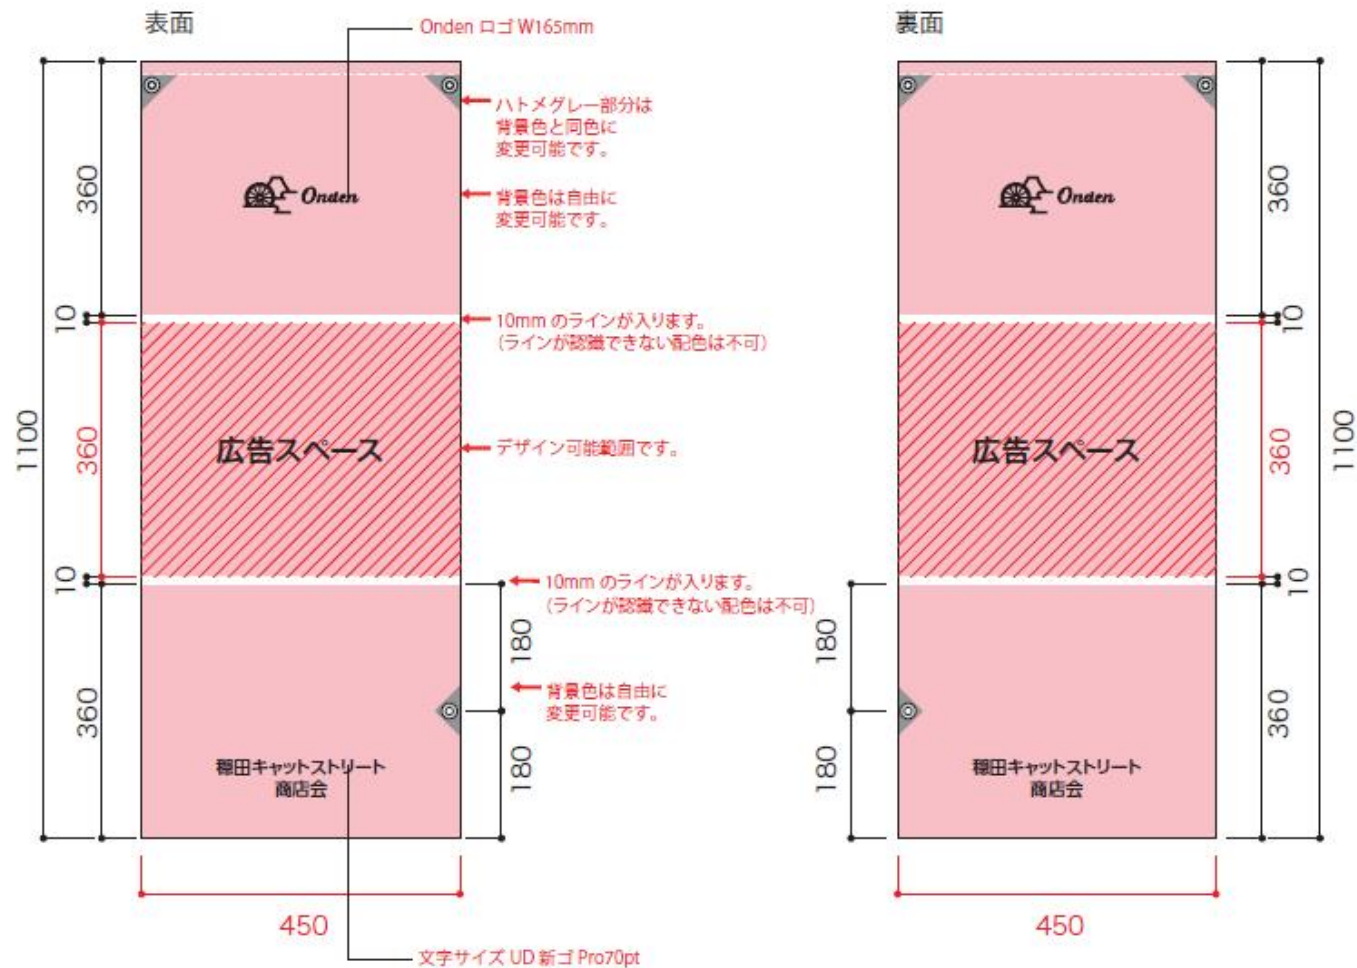 表面
Onden ロゴ W165mm
ハトメグレー部分は
背景色と同色に
変更可能です。
Onden
背景色は自由に
変更可能です。
10mm のラインが入ります。
(ラインが認識できない配色は不可)
広告スペース
デザイン可能範囲です。
10mm のラインが入ります。
(ラインが認識できない配色は不可)
背景色は自由に
変更可能です。
穏田キャットストリート
商店会
文字サイズ UD 新ゴ Pro70pt
1100
360
10
360
10
360
180
180
450
裏面
Onden
広告スペース
穏田キャットストリート
商店会
180
180
360
10
360
10
360
1100
450